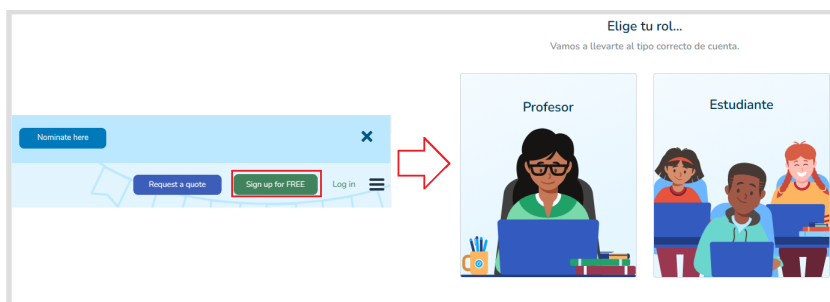 Nominate here
Request a quote
Sign up for FREE
Log in
Elige tu rol...
Vamos a llevarte al tipo correcto de cuenta.
Profesor
Estudiante